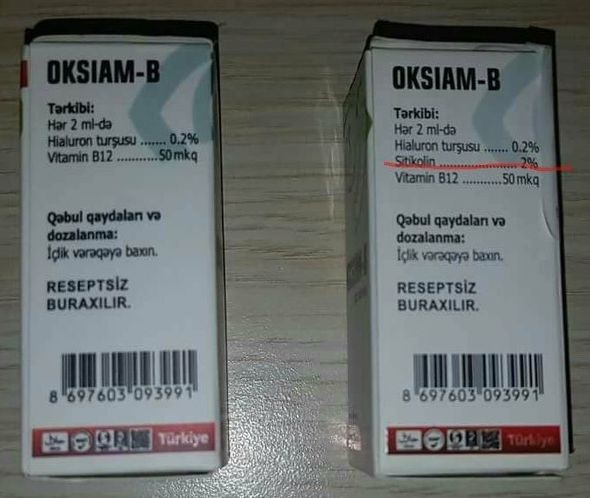 OKSIAM-B
Tərkibi:
Hər 2 ml-də
Hialuron turşusu ....... 0.2%
Vitamin B12 ............ 50 mkq
Qəbul qaydaları və
dozalanma:
İçlik vərəqəyə baxın.
RESEPTSİZ
BURAXILIR.
8 697603 093991
Türkiye
OKSIAM-B
Tərkibi:
Hər 2 ml-də
Hialuron turşusu ....... 0.2%
Sitikolin ...................... 2%
Vitamin B12 ........... 50 mkq
Qəbul qaydaları və
dozalanma:
İçlik vərəqəyə baxın.
RESEPTSİZ
BURAXILIR.
8 697603 093991
Türkiye